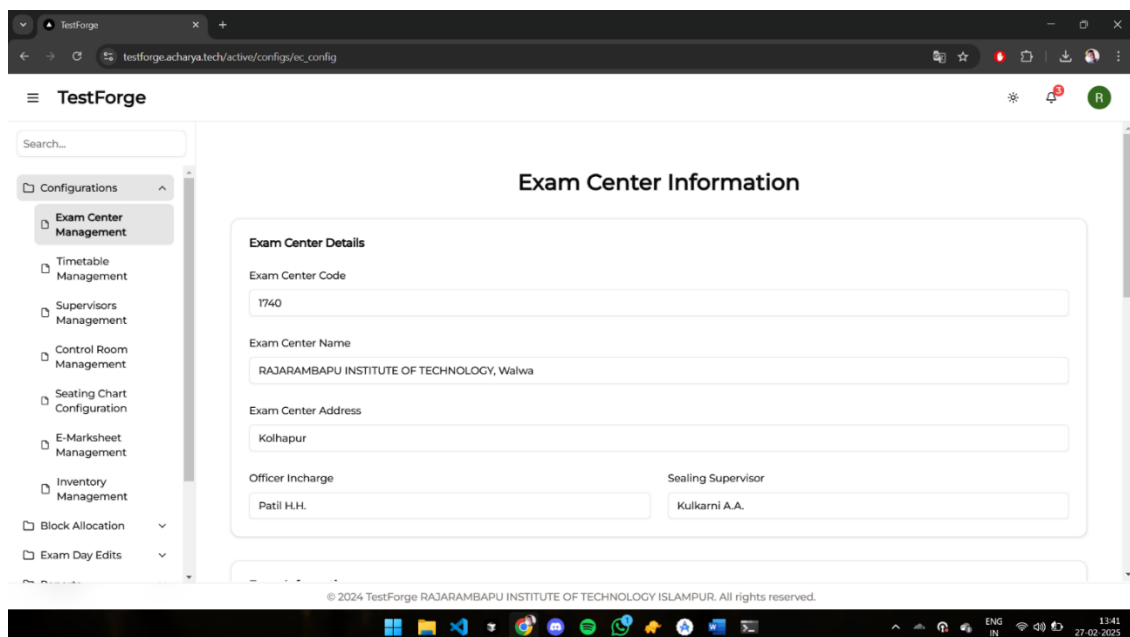 TestForge
testforge.acharya.tech/active/configs/ec_config
TestForge
3
R
Search...
Configurations
Exam Center
Management
Timetable
Management
Supervisors
Management
Control Room
Management
Seating Chart
Configuration
E-Marksheet
Management
Inventory
Management
Block Allocation
Exam Day Edits
Exam Center Information
Exam Center Details
Exam Center Code
1740
Exam Center Name
RAJARAMBAPU INSTITUTE OF TECHNOLOGY, Walwa
Exam Center Address
Kolhapur
Officer Incharge
Sealing Supervisor
Patil H.H.
Kulkarni A.A.
© 2024 TestForge RAJARAMBAPU INSTITUTE OF TECHNOLOGY ISLAMPUR. All rights reserved.
ENG
IN
13:41
27-02-2025